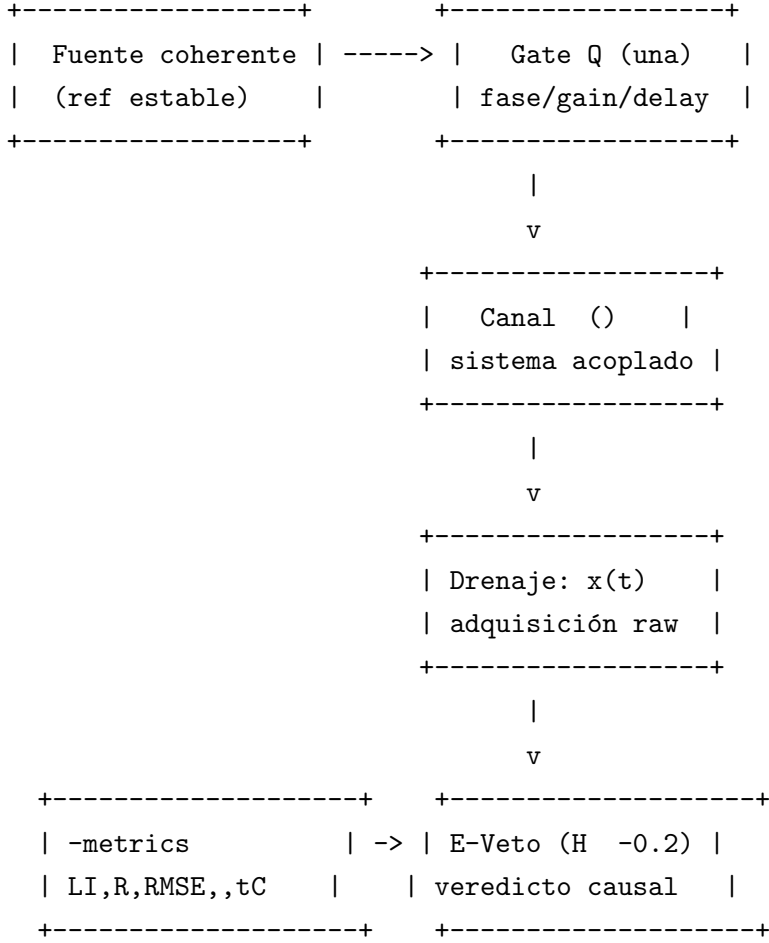 +------------------+ +------------------+
| Fuente coherente | -----> | Gate Q (una) |
| (ref estable) | | fase/gain/delay |
+------------------+ +------------------+
|
v
+------------------+
| Canal () |
| sistema acoplado |
+------------------+
|
v
+------------------+
| Drenaje: x(t) |
| adquisición raw |
+------------------+
|
v
+--------------------+ +--------------------+
| -metrics | -> | E-Veto (H -0.2) |
| LI,R,RMSE,,tC | | veredicto causal |
+--------------------+ +--------------------+